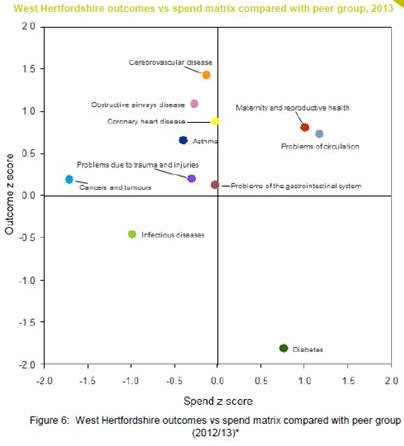 West Hertfordshire outcomes vs spend matrix compared with peer group, 2013
2.0
Cerebrovascular disease
1.5
Obstructive airways disease
Maternity and reproductive health
1.0
Coronary heart disease
Asthma
Problems of circulation
0.5
Problems due to trauma and injuries
Cancers and tumours
Problems of the gastrointestinal system
0.0
Outcome z score
Infectious diseases
-0.5
-1.0
-1.5
Diabetes
-2.0
-2.0 -1.5 -1.0 -0.5 0.0 0.5 1.0 1.5 2.0
Spend z score
Figure 6: West Hertfordshire outcomes vs spend matrix compared with peer group
(2012/13)*